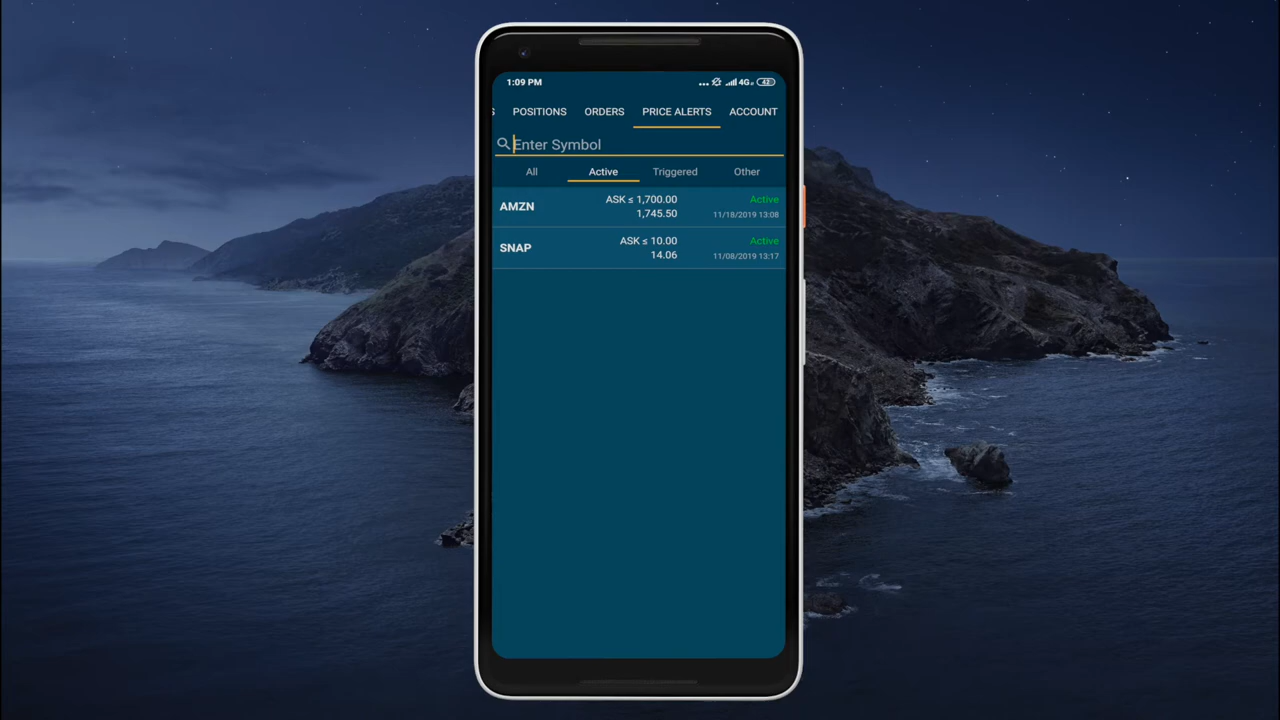 1:09 PM
4G
42
S POSITIONS ORDERS PRICE ALERTS ACCOUNT
Enter Symbol
All Active Triggered Other
AMZN ASK ≤ 1,700.00 Active
1,745.50 11/18/2019 13:08
SNAP ASK ≤ 10.00 Active
14.06 11/08/2019 13:17